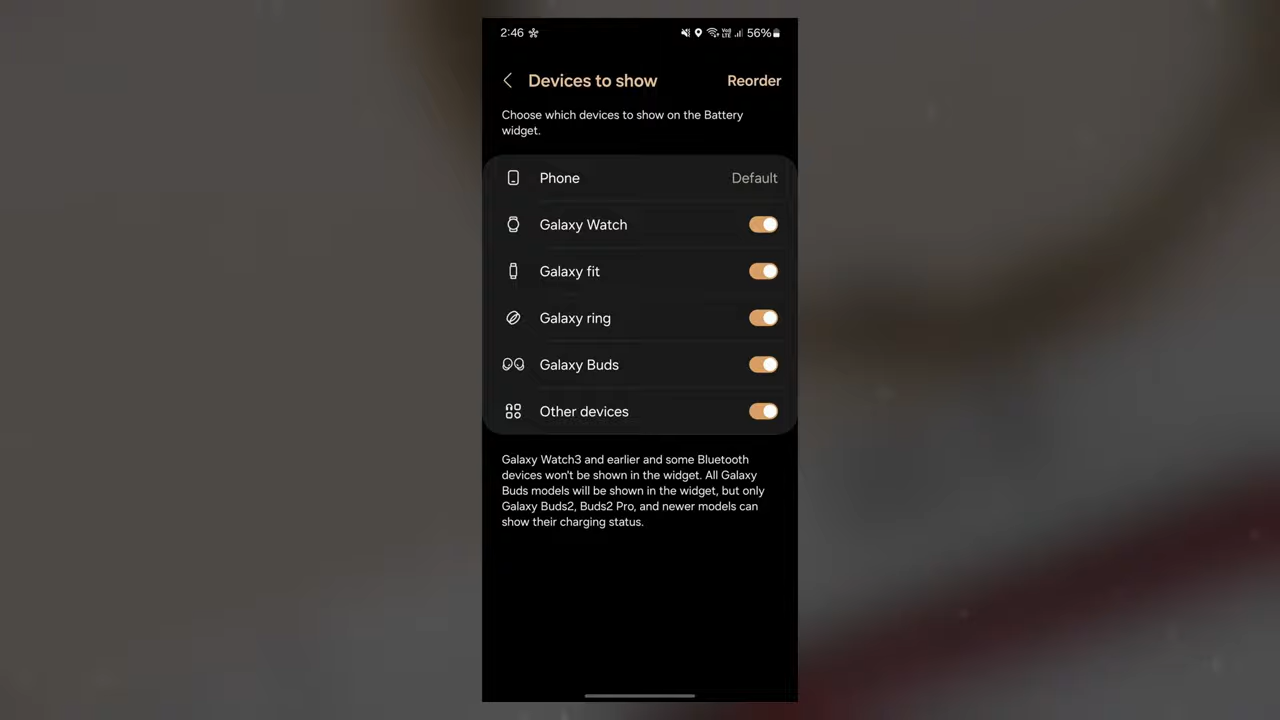 2:46
56%
Devices to show
Reorder
Choose which devices to show on the Battery
widget.
Phone
Default
Galaxy Watch
Galaxy fit
Galaxy ring
Galaxy Buds
Other devices
Galaxy Watch3 and earlier and some Bluetooth
devices won't be shown in the widget. All Galaxy
Buds models will be shown in the widget, but only
Galaxy Buds2, Buds2 Pro, and newer models can
show their charging status.